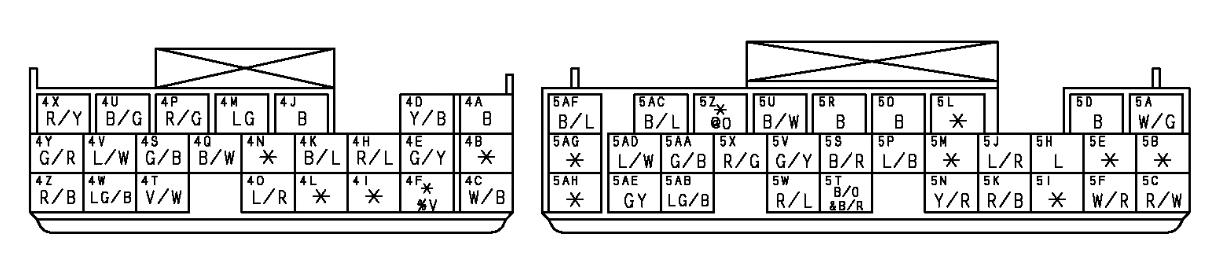 4X 4U 4P 4M 4J 4D 4A
R/Y B/G R/G LG B Y/B B
4Y 4V 4S 4Q 4N 4K 4H 4E 4B
G/R L/W G/B B/W * B/L R/L G/Y *
4Z 4W 4T 4O 4L 4I 4F 4C
R/B LG/B V/W L/R * * * W/B
%V
5AF 5AC 5Z 5U 5R 5O 5L 5D 5A
B/L B/L * B/W B B * B W/G
@O
5AG 5AD 5AA 5X 5V 5S 5P 5M 5J 5H 5E 5B
* L/W G/B R/G G/Y B/R L/B * L/R L * *
5AH 5AE 5AB 5W 5T 5N 5K 5I 5F 5C
* GY LG/B R/L B/O Y/R R/B * W/R R/W
&B/R